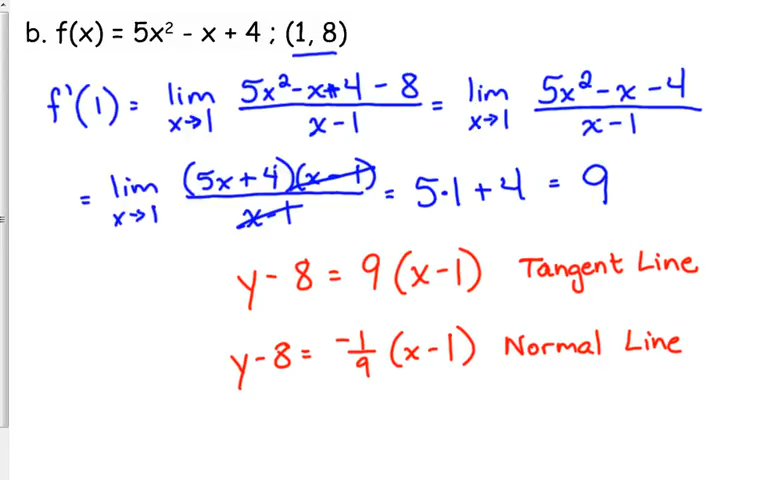 b. f(x) = 5x² - x + 4 ; (1, 8)
f'(1) = lim x→1 (5x² - x + 4 - 8)/(x - 1) = lim x→1 (5x² - x - 4)/(x - 1)
= lim x→1 (5x + 4)(x - 1)/(x - 1) = 5·1 + 4 = 9
y - 8 = 9 (x - 1) Tangent Line
y - 8 = -1/9 (x - 1) Normal Line